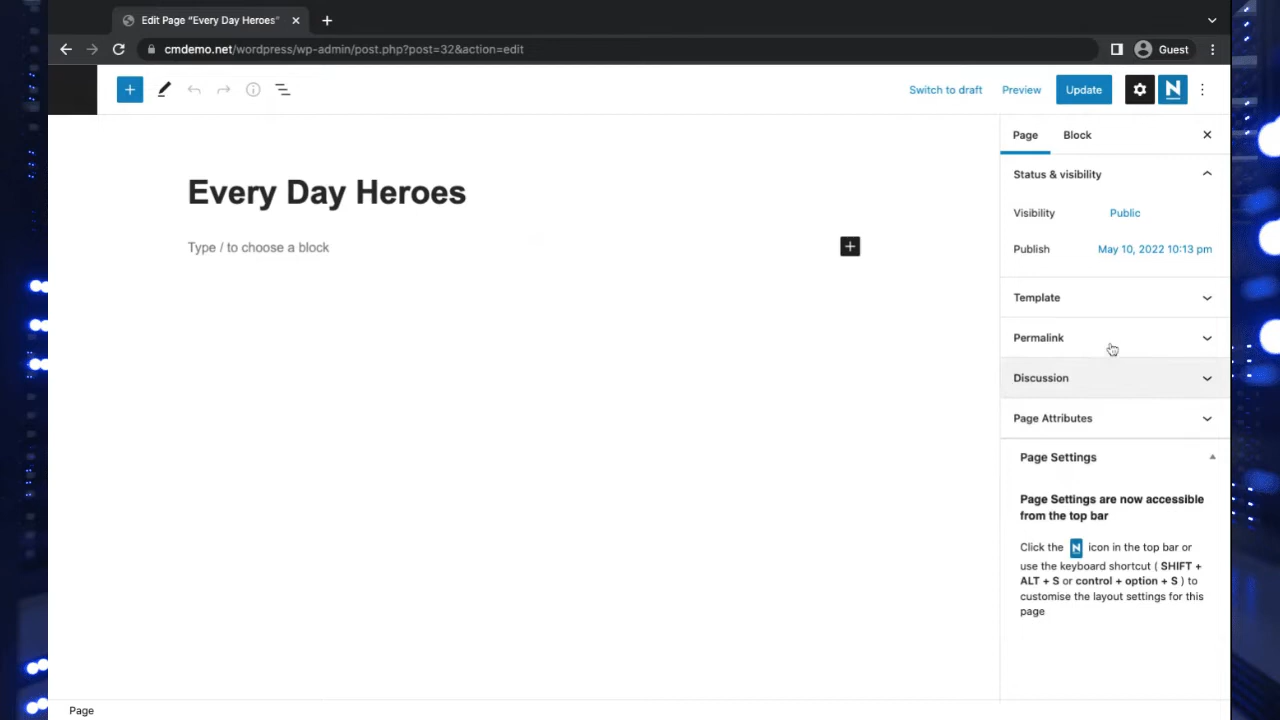 Edit Page “Every Day Heroes”
cmdemo.net/wordpress/wp-admin/post.php?post=32&action=edit
Guest
Switch to draft
Preview
Update
N
Page
Block
Status & visibility
Every Day Heroes
Visibility
Public
Type / to choose a block
Publish
May 10, 2022 10:13 pm
Template
Permalink
Discussion
Page Attributes
Page Settings
Page Settings are now accessible
from the top bar
Click the N icon in the top bar or
use the keyboard shortcut ( SHIFT +
ALT + S or control + option + S ) to
customise the layout settings for this
page
Page